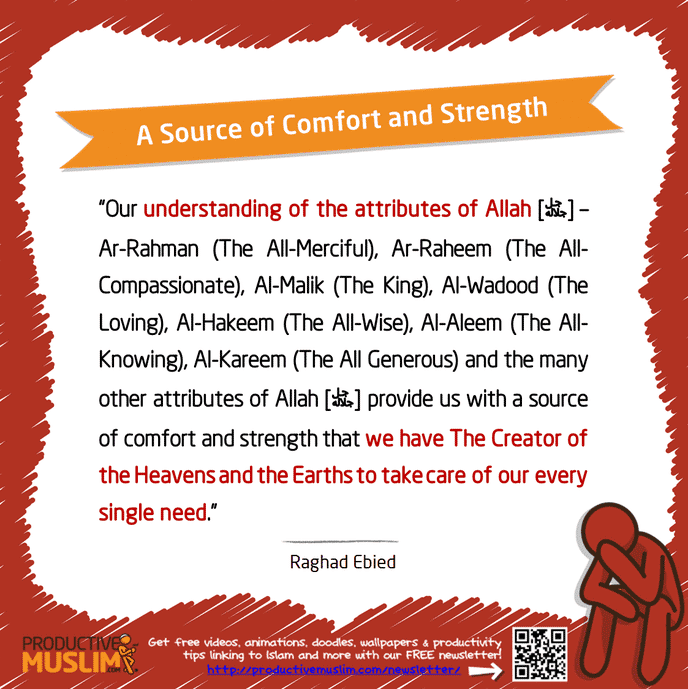 A Source of Comfort and Strength
“Our understanding of the attributes of Allah [ﷻ] –
Ar-Rahman (The All-Merciful), Ar-Raheem (The All-
Compassionate), Al-Malik (The King), Al-Wadood (The
Loving), Al-Hakeem (The All-Wise), Al-Aleem (The All-
Knowing), Al-Kareem (The All Generous) and the many
other attributes of Allah [ﷻ] provide us with a source
of comfort and strength that we have The Creator of
the Heavens and the Earths to take care of our every
single need.”
Raghad Ebied
PRODUCTIVE
MUSLIM.COM
Get free videos, animations, doodles, wallpapers & productivity
tips linking to Islam and more with our FREE newsletter!
http://productivemuslim.com/newsletter/